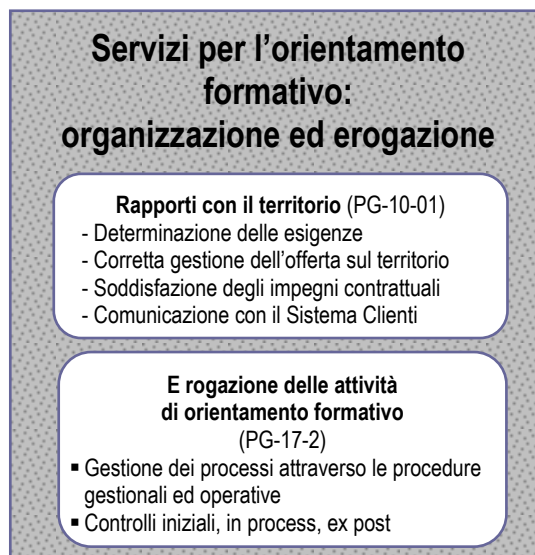 Servizi per l’orientamento
formativo:
organizzazione ed erogazione
Rapporti con il territorio (PG-10-01)
- Determinazione delle esigenze
- Corretta gestione dell’offerta sul territorio
- Soddisfazione degli impegni contrattuali
- Comunicazione con il Sistema Clienti
E rogazione delle attività
di orientamento formativo
(PG-17-2)
▪ Gestione dei processi attraverso le procedure
gestionali ed operative
▪ Controlli iniziali, in process, ex post